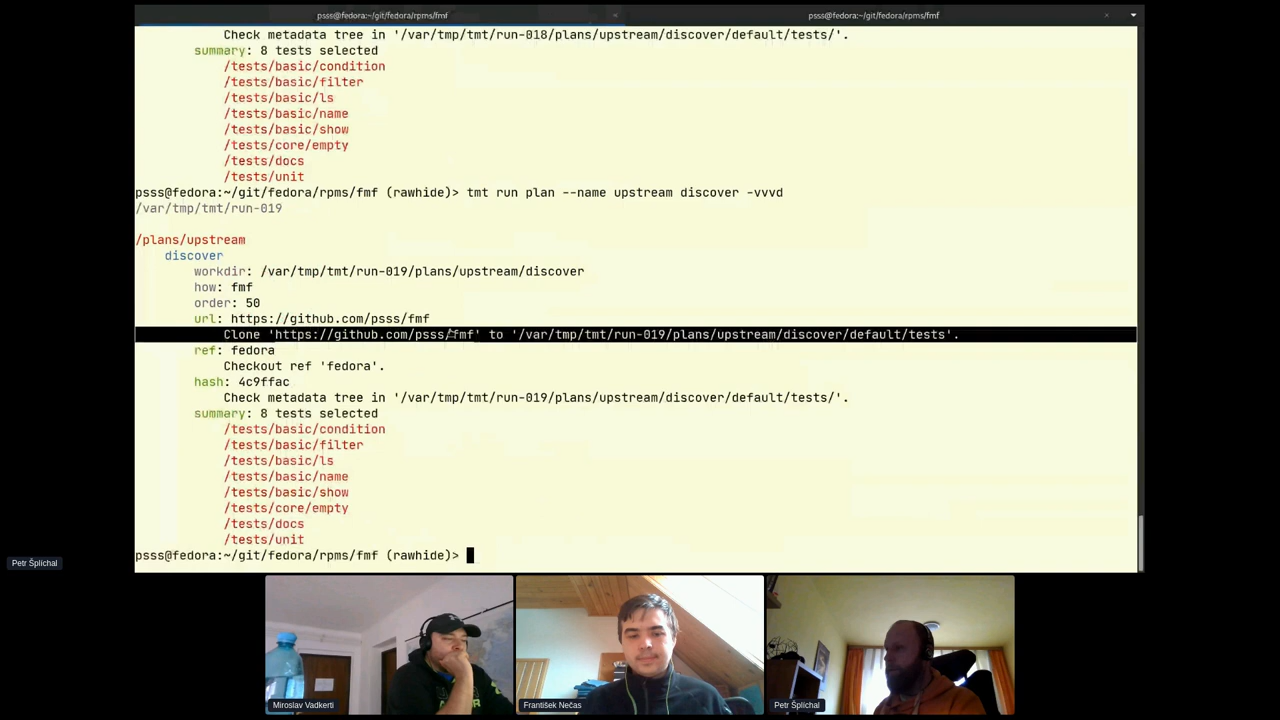 psss@fedora:~/git/fedora/rpms/fmf
psss@fedora:~/git/fedora/rpms/fmf
Check metadata tree in '/var/tmp/tmt/run-018/plans/upstream/discover/default/tests/'.
summary: 8 tests selected
/tests/basic/condition
/tests/basic/filter
/tests/basic/ls
/tests/basic/name
/tests/basic/show
/tests/core/empty
/tests/docs
/tests/unit
psss@fedora:~/git/fedora/rpms/fmf (rawhide)> tmt run plan --name upstream discover -vvvd
/var/tmp/tmt/run-019
/plans/upstream
discover
workdir: /var/tmp/tmt/run-019/plans/upstream/discover
how: fmf
order: 50
url: https://github.com/psss/fmf
Clone 'https://github.com/psss/fmf' to '/var/tmp/tmt/run-019/plans/upstream/discover/default/tests'.
ref: fedora
Checkout ref 'fedora'.
hash: 4c9ffac
Check metadata tree in '/var/tmp/tmt/run-019/plans/upstream/discover/default/tests/'.
summary: 8 tests selected
/tests/basic/condition
/tests/basic/filter
/tests/basic/ls
/tests/basic/name
/tests/basic/show
/tests/core/empty
/tests/docs
/tests/unit
psss@fedora:~/git/fedora/rpms/fmf (rawhide)>
Petr Šplíchal
Miroslav Vadkerti
František Nečas
Petr Šplíchal